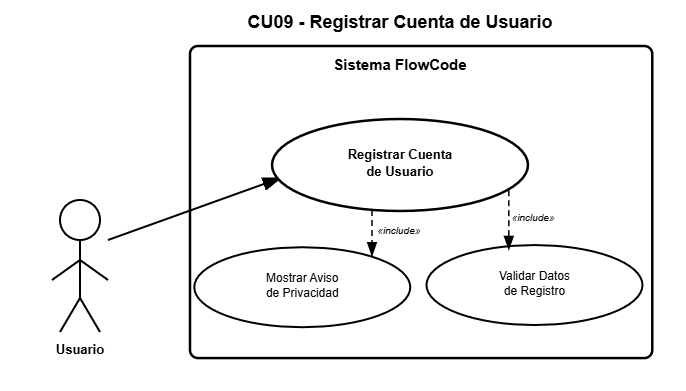 CU09 - Registrar Cuenta de Usuario
Sistema FlowCode
Registrar Cuenta
de Usuario
«include»
«include»
Mostrar Aviso
de Privacidad
Validar Datos
de Registro
Usuario